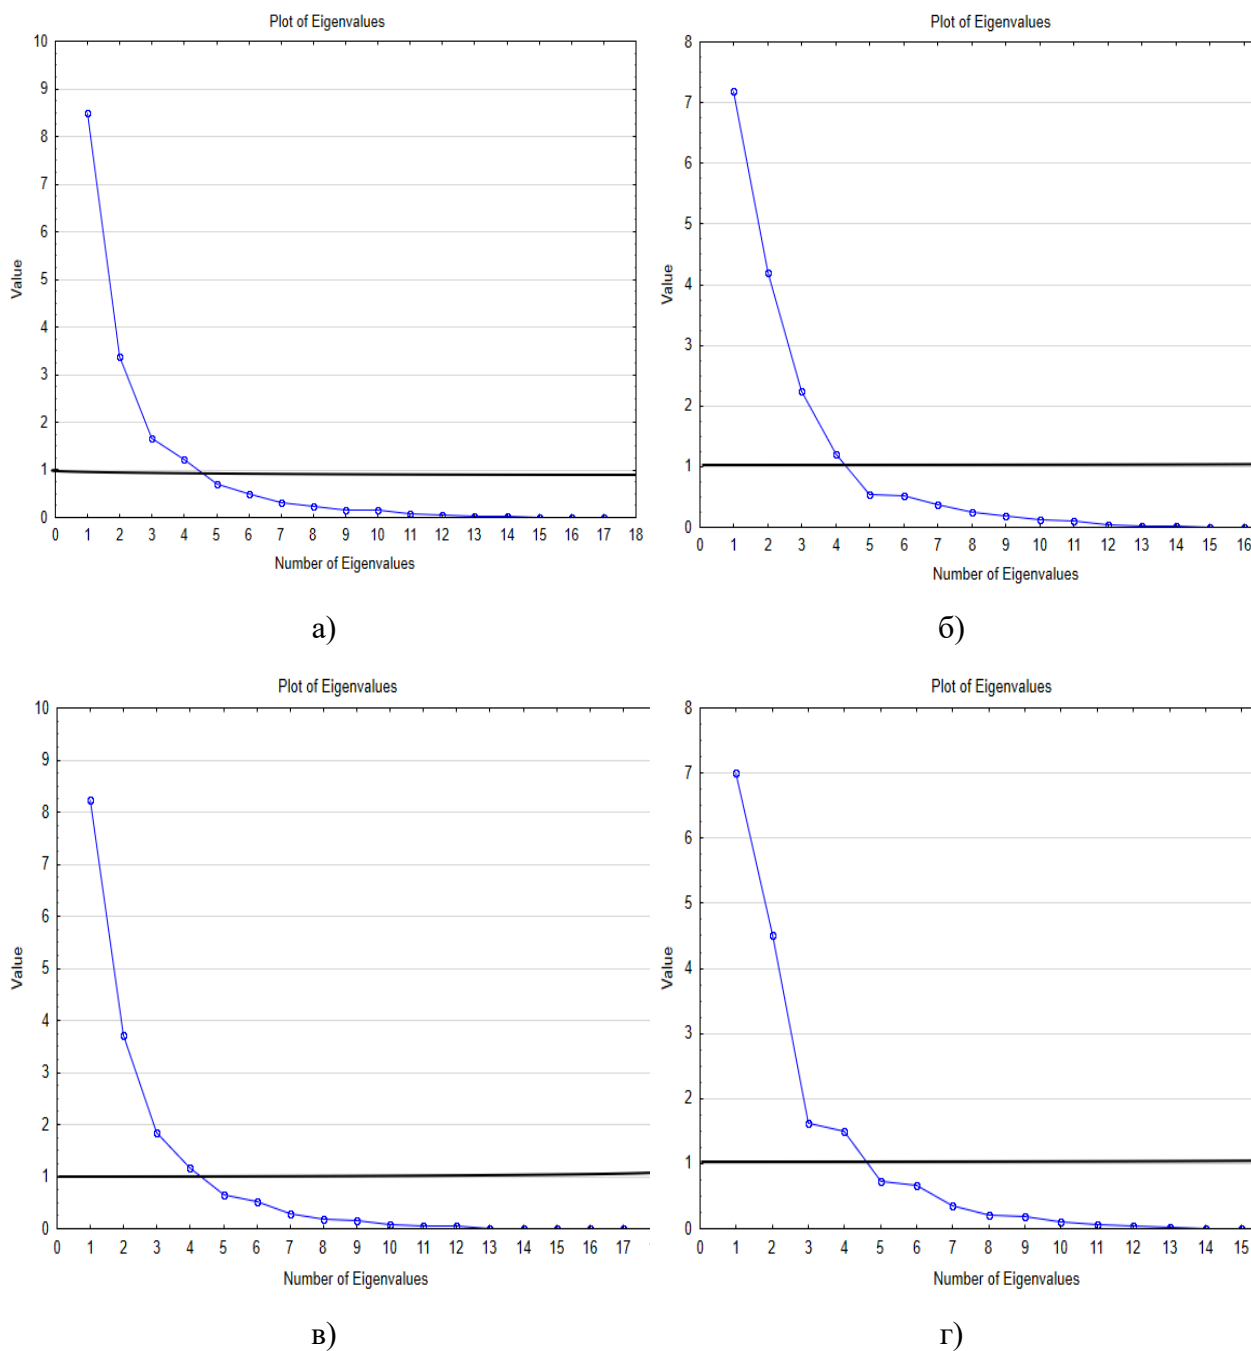 Plot of Eigenvalues
10
9
8
7
6
5
4
3
2
1
0
Value
0 1 2 3 4 5 6 7 8 9 10 11 12 13 14 15 16 17 18
Number of Eigenvalues
а)
Plot of Eigenvalues
8
7
6
5
4
3
2
1
0
Value
0 1 2 3 4 5 6 7 8 9 10 11 12 13 14 15 16
Number of Eigenvalues
б)
Plot of Eigenvalues
10
9
8
7
6
5
4
3
2
1
0
Value
0 1 2 3 4 5 6 7 8 9 10 11 12 13 14 15 16 17
Number of Eigenvalues
в)
Plot of Eigenvalues
8
7
6
5
4
3
2
1
0
Value
0 1 2 3 4 5 6 7 8 9 10 11 12 13 14 15
Number of Eigenvalues
г)